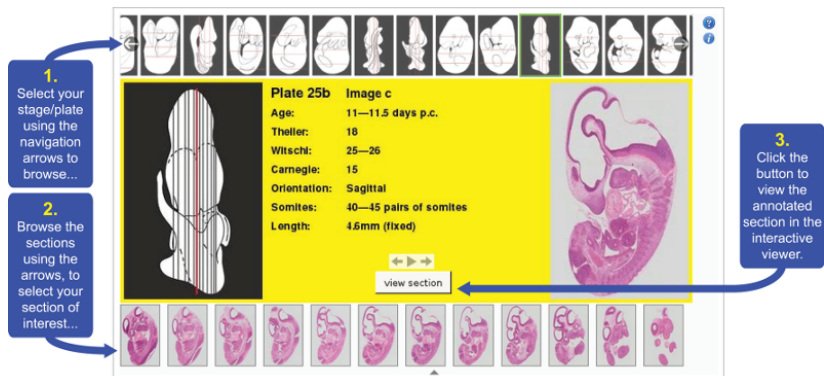 1.
Select your
stage/plate
using the
navigation
arrows to
browse...
2.
Browse the
sections
using the
arrows, to
select your
section of
interest...
Plate 25b Image c
Age: 11—11.5 days p.c.
Theiler: 18
Witschi: 25—26
Carnegie: 15
Orientation: Sagittal
Somites: 40—45 pairs of somites
Length: 4.6mm (fixed)
view section
3.
Click the
button to
view the
annotated
section in the
interactive
viewer.
?
i